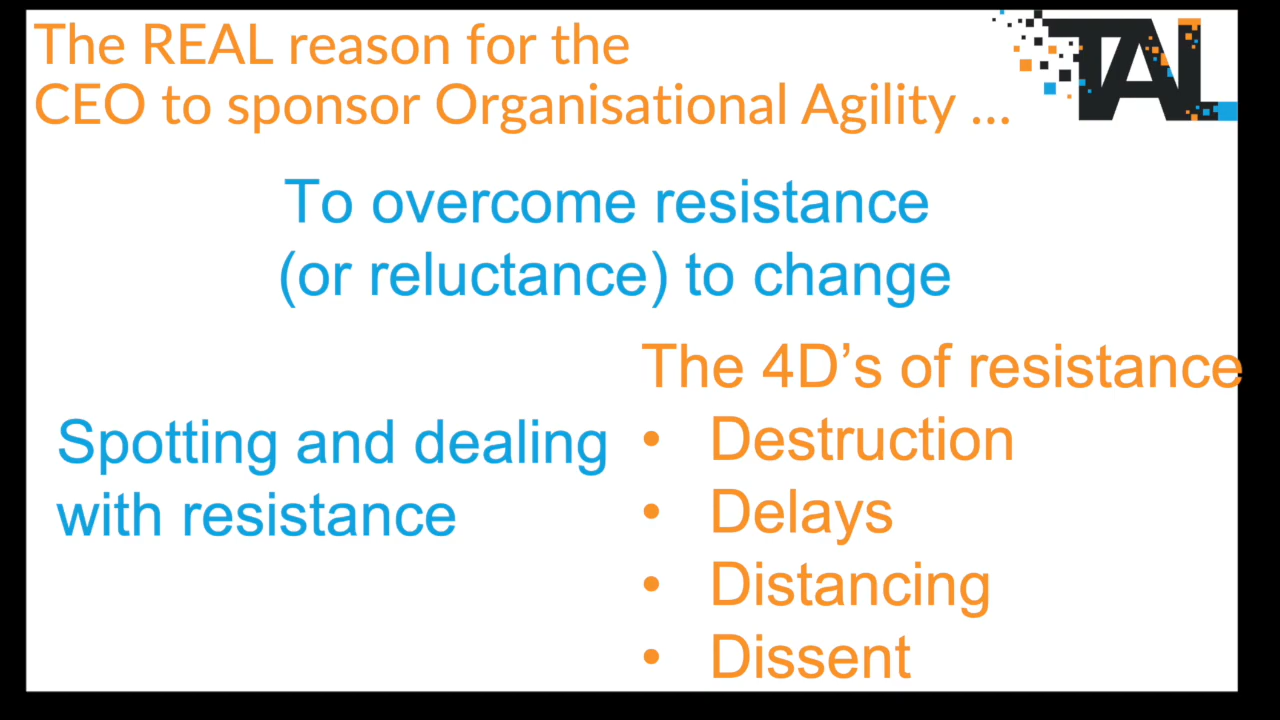 The REAL reason for the
CEO to sponsor Organisational Agility ...
TAL
To overcome resistance
(or reluctance) to change
Spotting and dealing
with resistance
The 4D’s of resistance
• Destruction
• Delays
• Distancing
• Dissent